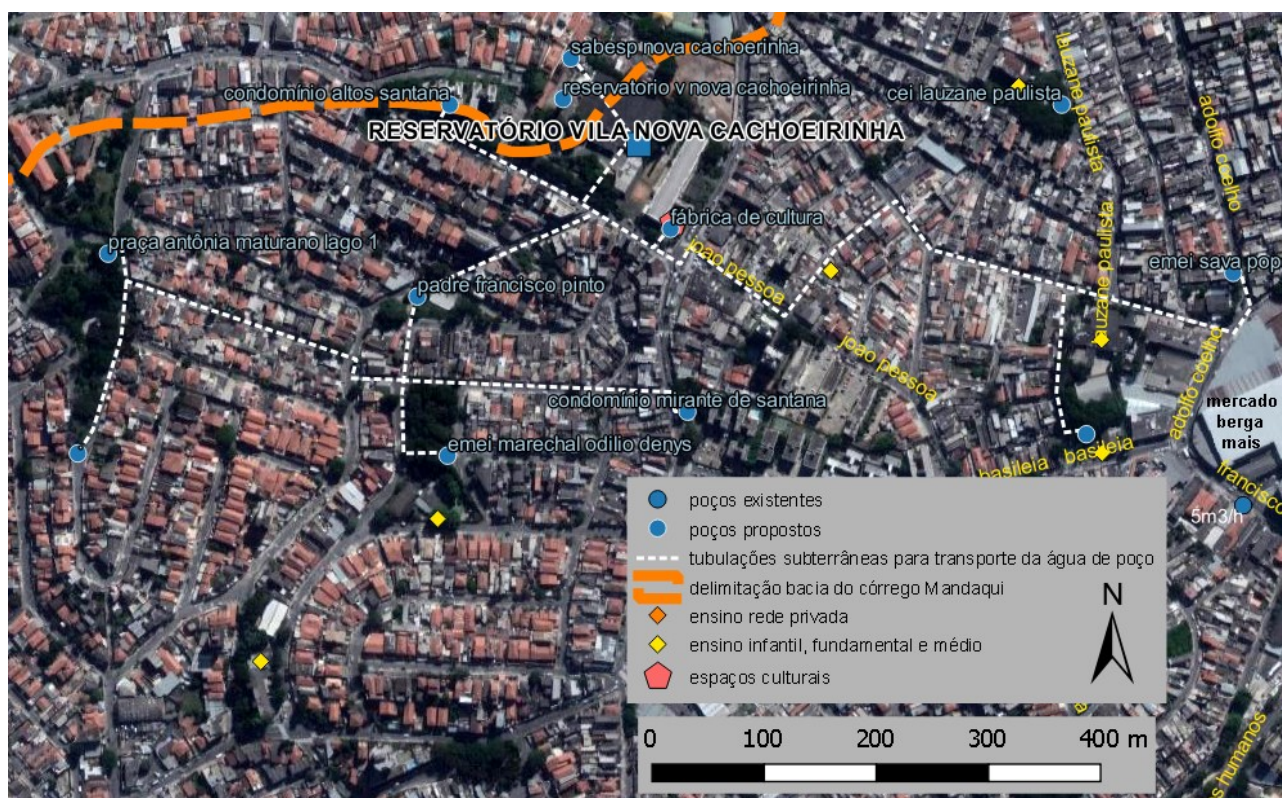 sabesp nova cachoerinha
condomínio altos santana
reservatorio v nova cachoeirinha
cei lauzane paulista
RESERVATÓRIO VILA NOVA CACHOEIRINHA
lauzane paulista
adolfo coelho
fábrica de cultura
praça antônia maturano lago 1
joao pessoa
padre francisco pinto
emei sava pop
auzane paulista
joao pessoa
adolfo coelho
condomínio mirante de santana
mercado
berga
mais
emei marechal odilio denys
basileia
basileia
francisco
5m3/h
poços existentes
poços propostos
tubulações subterrâneas para transporte da água de poço
delimitação bacia do córrego Mandaqui
ensino rede privada
ensino infantil, fundamental e médio
espaços culturais
N
0 100 200 300 400 m
s humanos